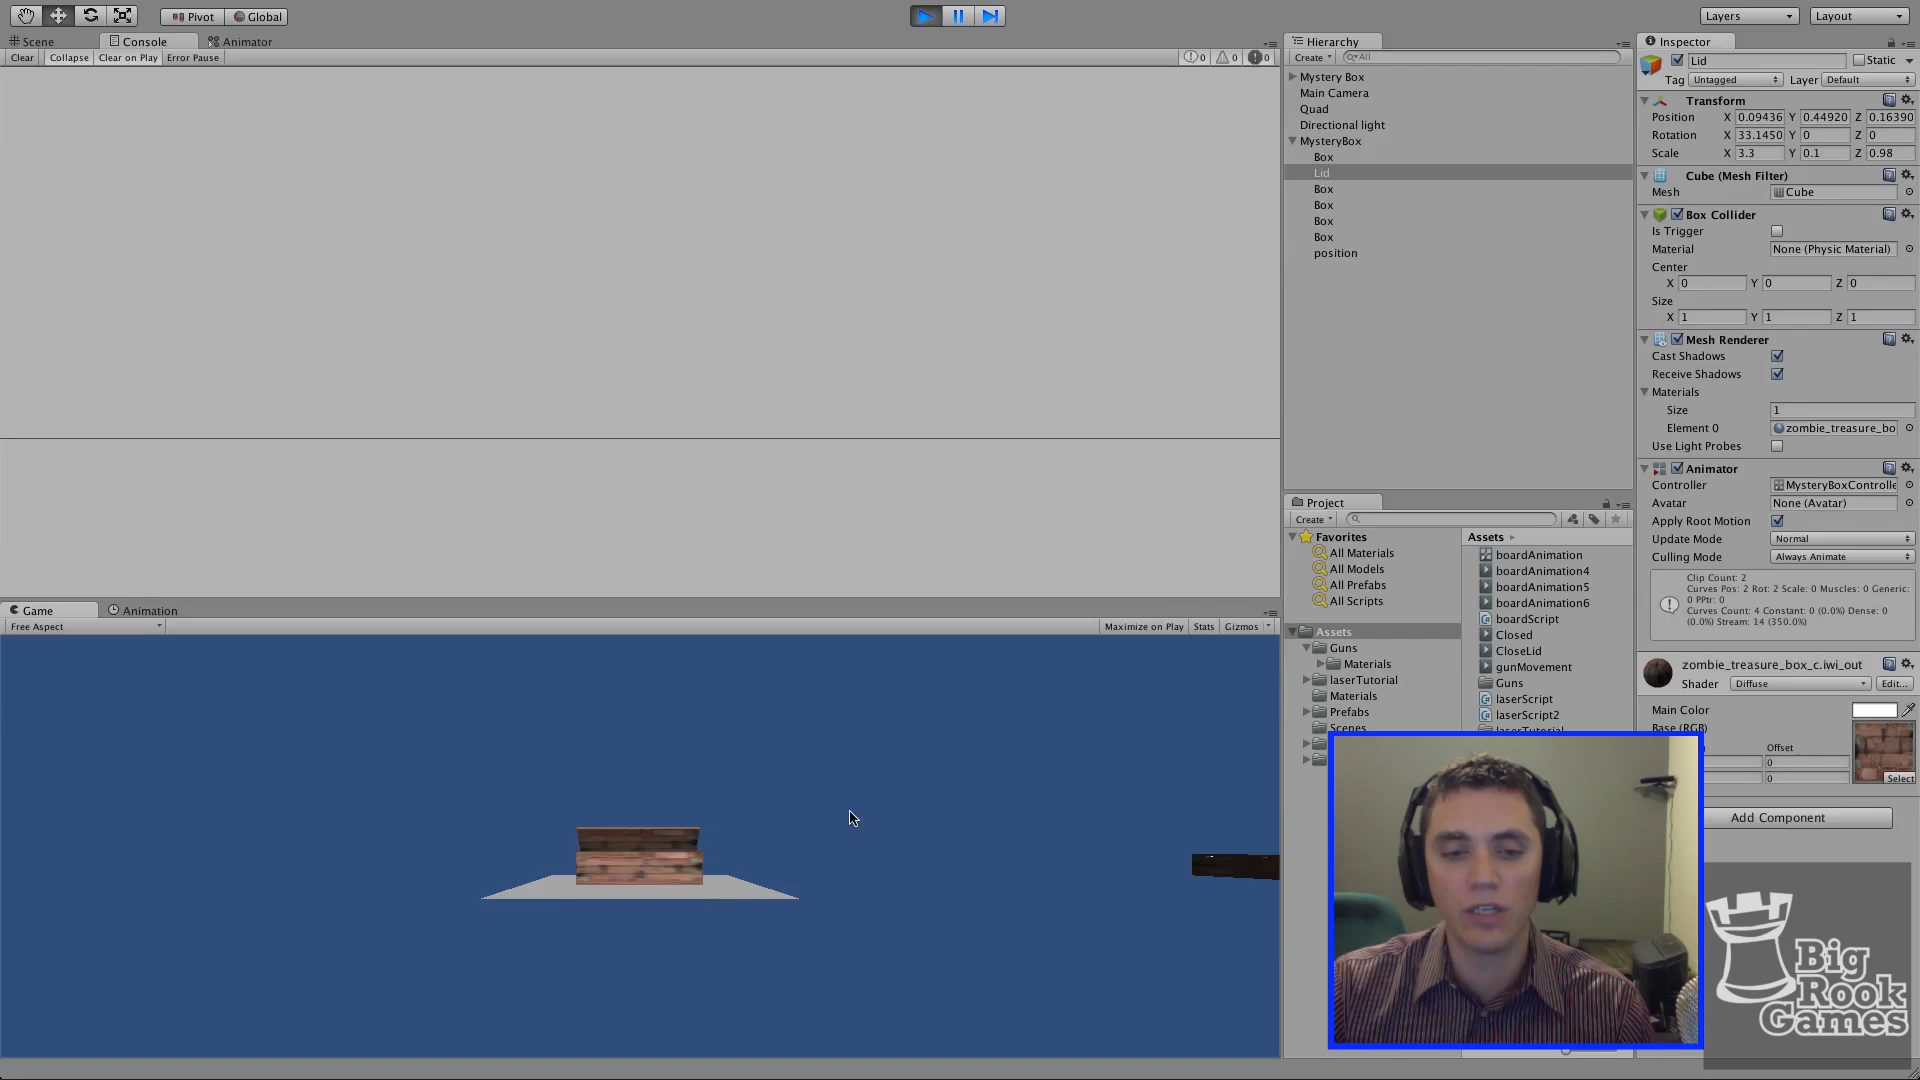 Pivot Global Layers Layout
Scene Console Animator
Clear Collapse Clear on Play Error Pause 0 0 0
Game Animation
Free Aspect Maximize on Play Stats Gizmos
Hierarchy
Create All
Mystery Box
Main Camera
Quad
Directional light
MysteryBox
Box
Lid
Box
Box
Box
Box
position
Project
Create
Favorites
All Materials
All Models
All Prefabs
All Scripts
Assets
Guns
Materials
laserTutorial
Materials
Prefabs
Scenes
Assets
boardAnimation
boardAnimation4
boardAnimation5
boardAnimation6
boardScript
Closed
CloseLid
gunMovement
Guns
laserScript
laserScript2
laserTutorial
Inspector
Lid Static
Tag Untagged Layer Default
Transform
Position X 0.09436 Y 0.44920 Z 0.16390
Rotation X 33.1450 Y 0 Z 0
Scale X 3.3 Y 0.1 Z 0.98
Cube (Mesh Filter)
Mesh Cube
Box Collider
Is Trigger
Material None (Physic Material)
Center
X 0 Y 0 Z 0
Size
X 1 Y 1 Z 1
Mesh Renderer
Cast Shadows
Receive Shadows
Materials
Size 1
Element 0 zombie_treasure_bo
Use Light Probes
Animator
Controller MysteryBoxControlle
Avatar None (Avatar)
Apply Root Motion
Update Mode Normal
Culling Mode Always Animate
Clip Count: 2
Curves Pos: 2 Rot: 2 Scale: 0 Muscles: 0 Generic:
0 PPtr: 0
Curves Count: 4 Constant: 0 (0.0%) Dense: 0
(0.0%) Stream: 14 (350.0%)
zombie_treasure_box_c.iwi_out
Shader Diffuse Edit...
Main Color
Base (RGB)
Offset
0
0
Select
Add Component
Big
Rook
Games